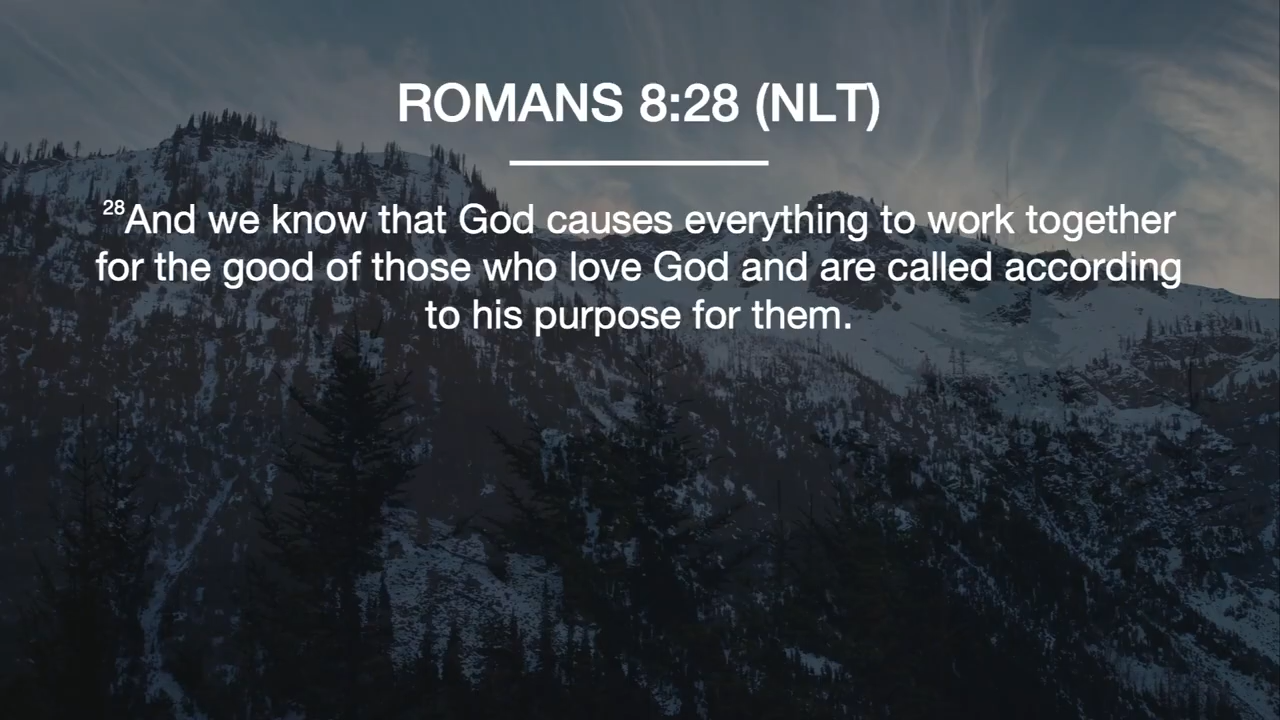 ROMANS 8:28 (NLT)
28And we know that God causes everything to work together
for the good of those who love God and are called according
to his purpose for them.